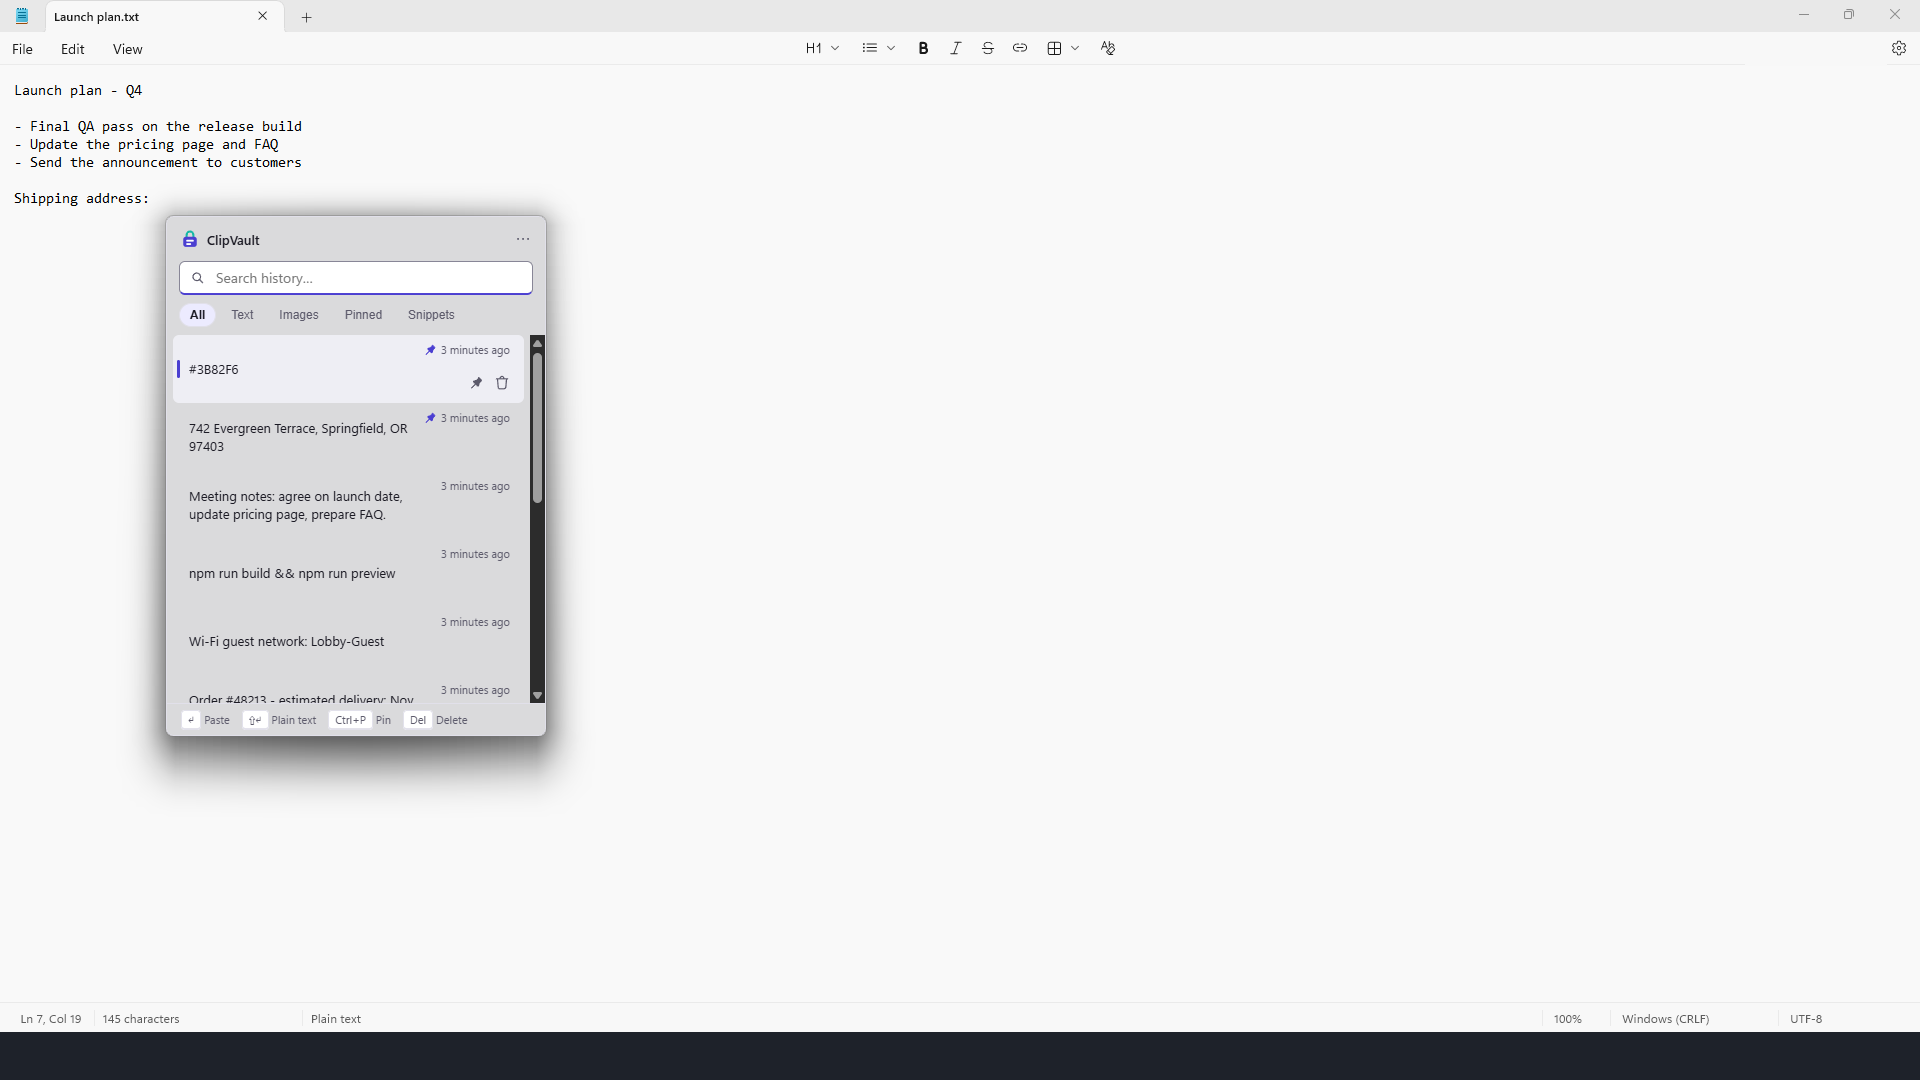 Launch plan.txt
File Edit View H1 B I S
Launch plan - Q4
- Final QA pass on the release build
- Update the pricing page and FAQ
- Send the announcement to customers
Shipping address:
ClipVault
Search history...
All Text Images Pinned Snippets
3 minutes ago
#3B82F6
3 minutes ago
742 Evergreen Terrace, Springfield, OR
97403
3 minutes ago
Meeting notes: agree on launch date,
update pricing page, prepare FAQ.
3 minutes ago
npm run build && npm run preview
3 minutes ago
Wi-Fi guest network: Lobby-Guest
3 minutes ago
Order #48213 - estimated delivery: Nov
Paste Plain text Ctrl+P Pin Del Delete
Ln 7, Col 19 145 characters Plain text 100% Windows (CRLF) UTF-8